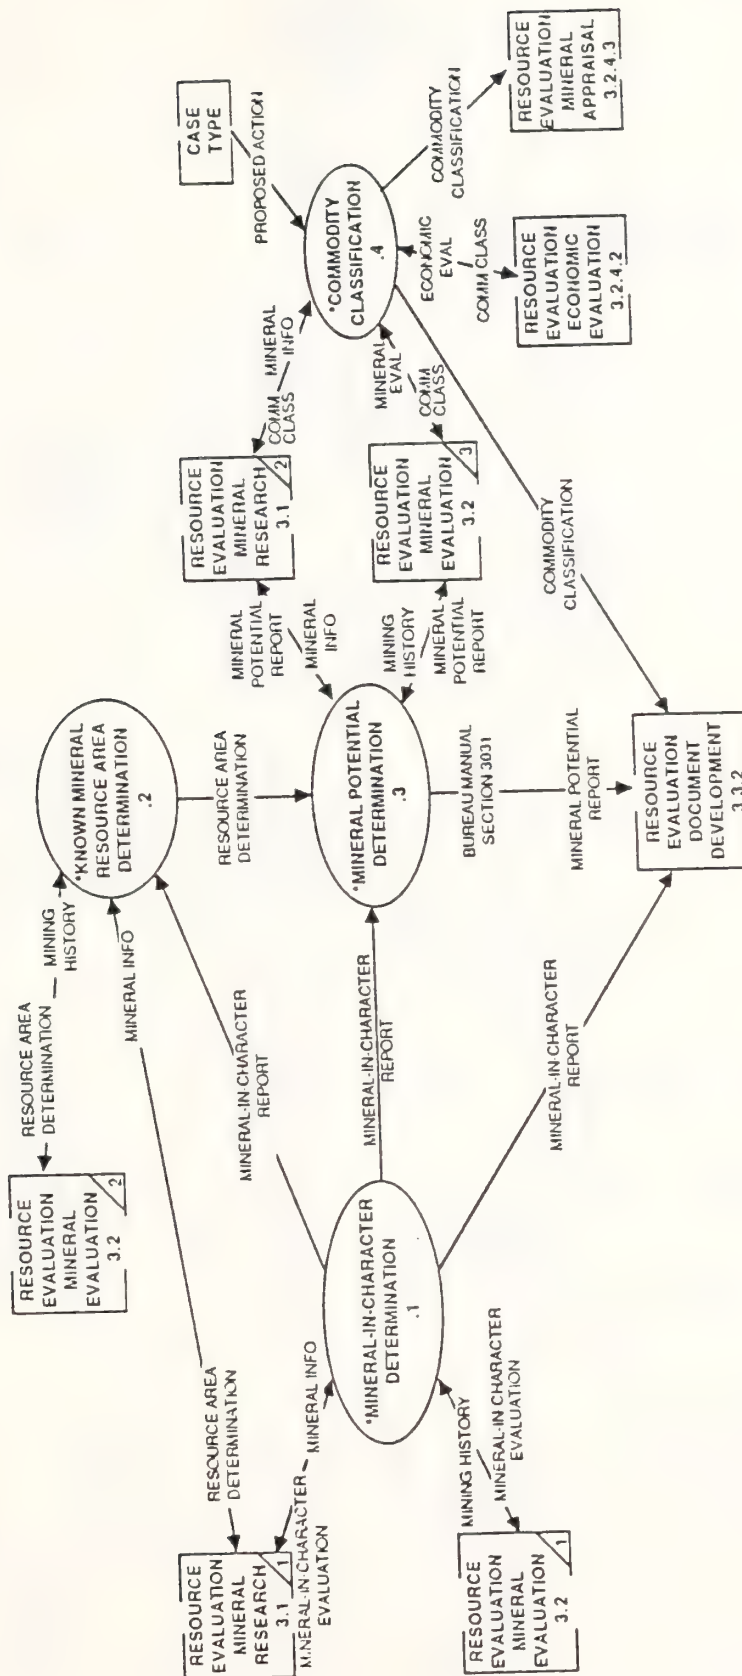 RESOURCE
EVALUATION
MINERAL
EVALUATION
3.2
2
RESOURCE AREA
DETERMINATION
MINING
HISTORY
*KNOWN MINERAL
RESOURCE AREA
DETERMINATION
.2
MINERAL INFO
RESOURCE AREA
DETERMINATION
RESOURCE
EVALUATION
MINERAL
RESEARCH
3.1
1
MINERAL-IN-CHARACTER
EVALUATION
MINERAL INFO
MINERAL-IN-CHARACTER
REPORT
*MINERAL-IN-CHARACTER
DETERMINATION
.1
MINING HISTORY
MINERAL-IN CHARACTER
EVALUATION
RESOURCE
EVALUATION
MINERAL
EVALUATION
3.2
1
MINERAL-IN-CHARACTER
REPORT
MINERAL-IN-CHARACTER
REPORT
RESOURCE AREA
DETERMINATION
*MINERAL POTENTIAL
DETERMINATION
.3
BUREAU MANUAL
SECTION 3031
MINERAL POTENTIAL
REPORT
RESOURCE
EVALUATION
DOCUMENT
DEVELOPMENT
3.3.2
MINERAL
POTENTIAL
REPORT
MINERAL
INFO
RESOURCE
EVALUATION
MINERAL
RESEARCH
3.1
2
MINING
HISTORY
MINERAL
POTENTIAL
REPORT
RESOURCE
EVALUATION
MINERAL
EVALUATION
3.2
3
COMM
CLASS
MINERAL
INFO
MINERAL
EVAL
COMM
CLASS
CASE
TYPE
PROPOSED ACTION
*COMMODITY
CLASSIFICATION
.4
COMMODITY
CLASSIFICATION
ECONOMIC
EVAL
COMM CLASS
RESOURCE
EVALUATION
ECONOMIC
EVALUATION
3.2.4.2
COMMODITY
CLASSIFICATION
RESOURCE
EVALUATION
MINERAL
APPRAISAL
3.2.4.3